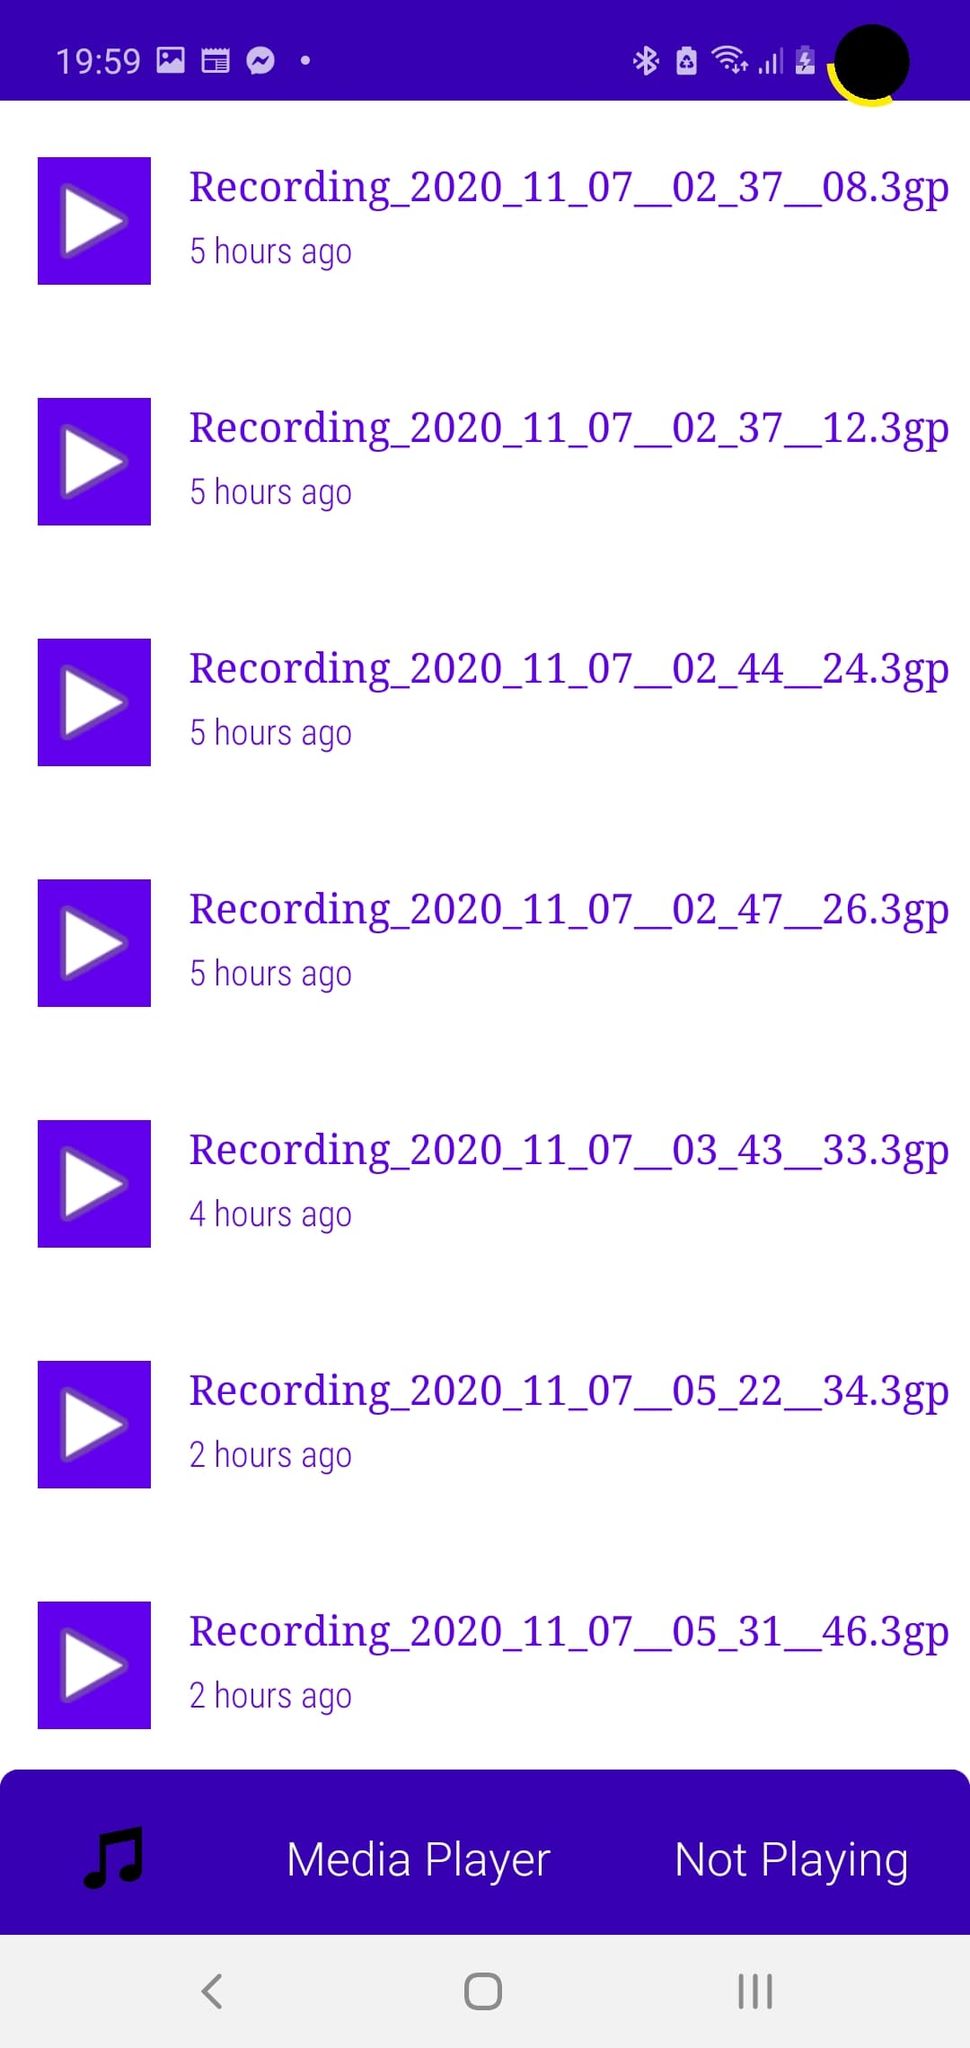 19:59
Recording_2020_11_07__02_37__08.3gp
5 hours ago
Recording_2020_11_07__02_37__12.3gp
5 hours ago
Recording_2020_11_07__02_44__24.3gp
5 hours ago
Recording_2020_11_07__02_47__26.3gp
5 hours ago
Recording_2020_11_07__03_43__33.3gp
4 hours ago
Recording_2020_11_07__05_22__34.3gp
2 hours ago
Recording_2020_11_07__05_31__46.3gp
2 hours ago
Media Player Not Playing